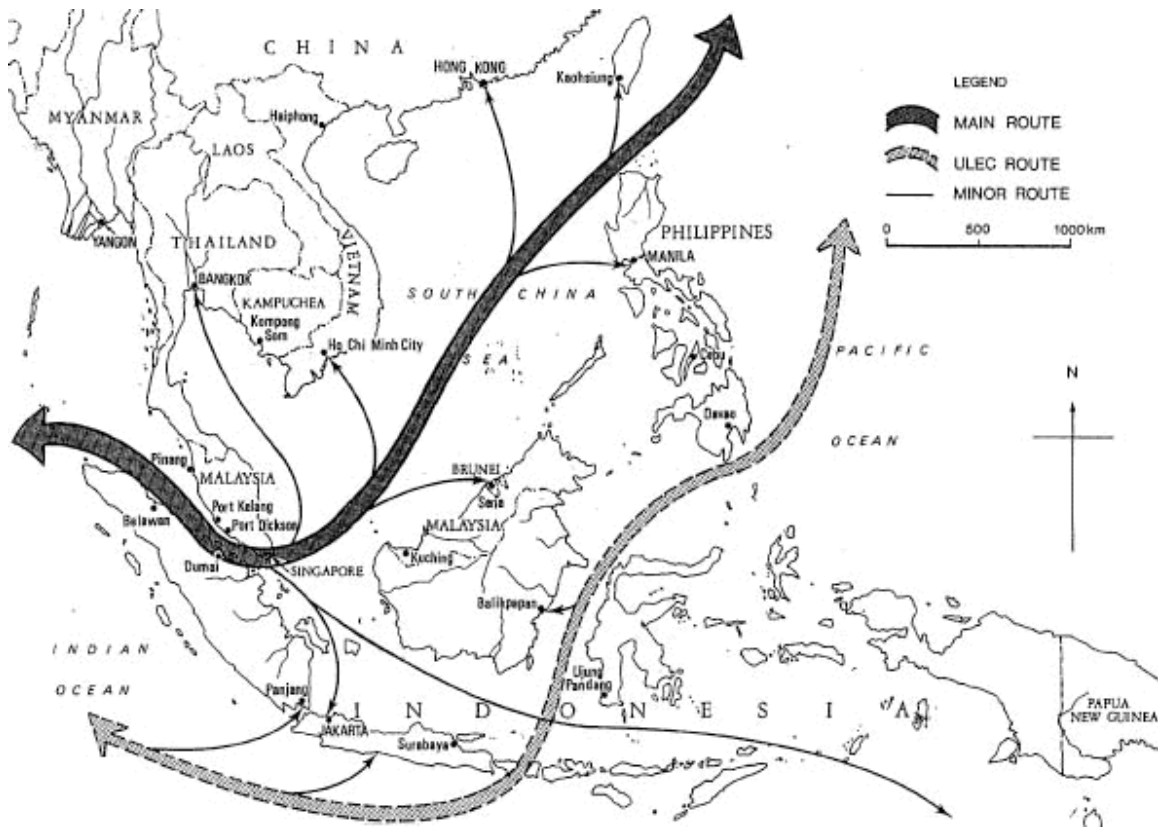 CHINA
HONG KONG
Kaohsiung
LEGEND
MAIN ROUTE
ULEC ROUTE
MINOR ROUTE
0 500 1000km
MYANMAR
Haiphong
LAOS
YANGON
THAILAND
VIETNAM
PHILIPPINES
MANILA
BANGKOK
KAMPUCHEA
SOUTH CHINA
SEA
Kompong
Som
Ho Chi Minh City
Cebu
PACIFIC
OCEAN
N
Davao
Pinang
MALAYSIA
BRUNEI
Seria
Belawan
Port Kelang
Port Dickson
MALAYSIA
Dumai
SINGAPORE
Kuching
Balikpapan
INDIAN
OCEAN
Panjang
Ujung
Pandang
INDONESIA
JAKARTA
Surabaya
PAPUA
NEW GUINEA